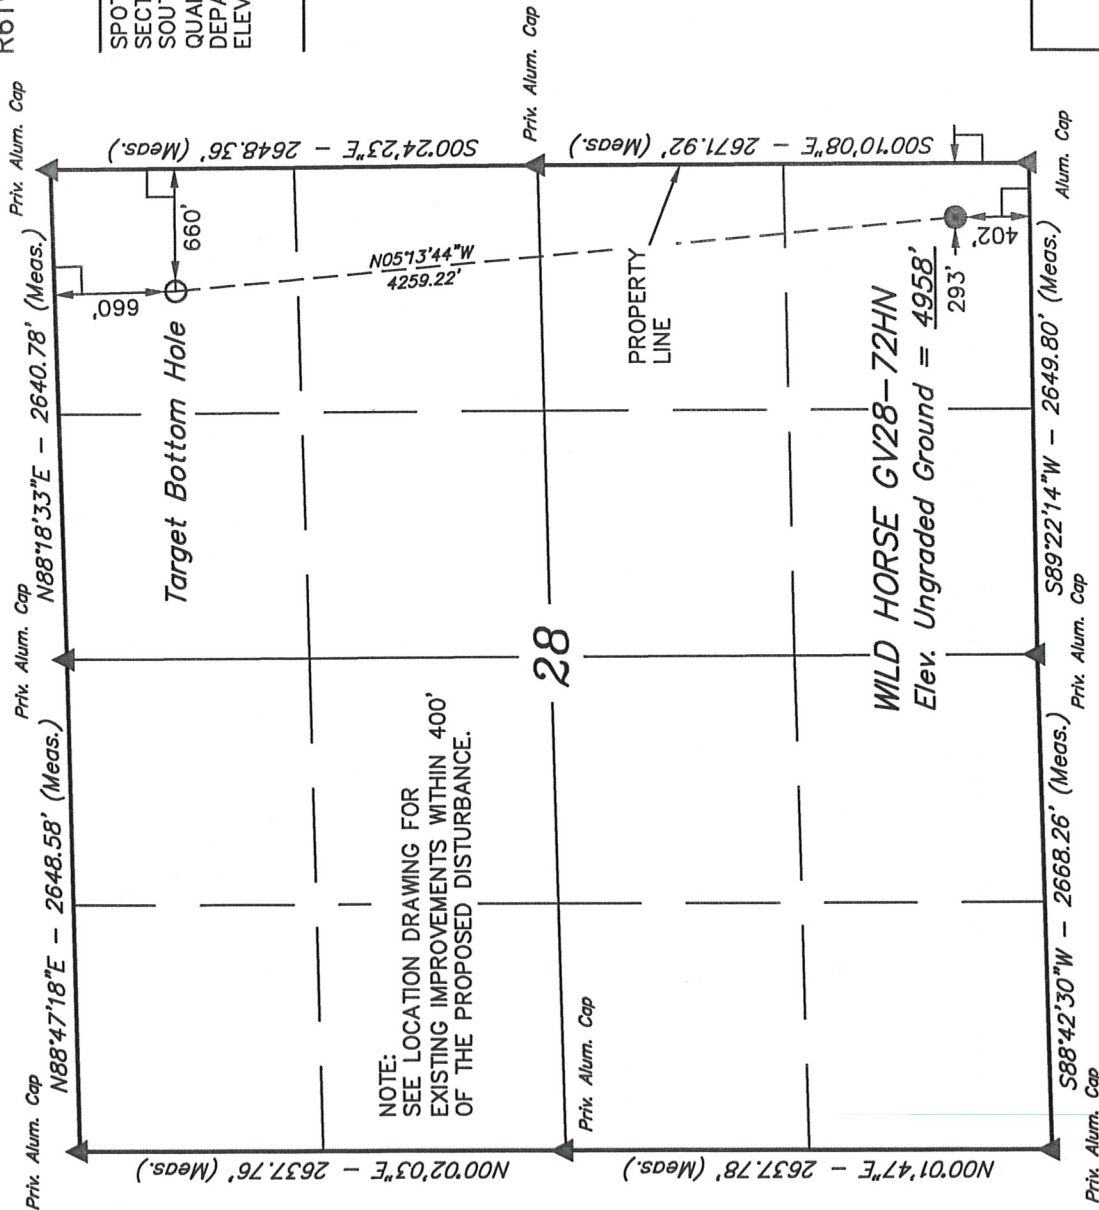 R61
SPOT
SECT
SOUT
QUAR
DEPA
ELEV
Priv. Alum. Cap
N88°47'18"E – 2648.58' (Meas.)
Priv. Alum. Cap
N88°18'33"E – 2640.78' (Meas.)
Priv. Alum. Cap
660'
660'
Target Bottom Hole
S00°24'23"E – 2648.36' (Meas.)
N05°13'44"W
4259.22'
Priv. Alum. Cap
N00°02'03"E – 2637.76' (Meas.)
NOTE:
SEE LOCATION DRAWING FOR
EXISTING IMPROVEMENTS WITHIN 400'
OF THE PROPOSED DISTURBANCE.
28
Priv. Alum. Cap
PROPERTY
LINE
S00°10'08"E – 2671.92' (Meas.)
N00°01'47"E – 2637.78' (Meas.)
WILD HORSE GV28–72HN
Elev. Ungraded Ground = 4958'
293'
402'
Alum. Cap
S89°22'14"W – 2649.80' (Meas.)
Priv. Alum. Cap
S88°42'30"W – 2668.26' (Meas.)
Priv. Alum. Cap